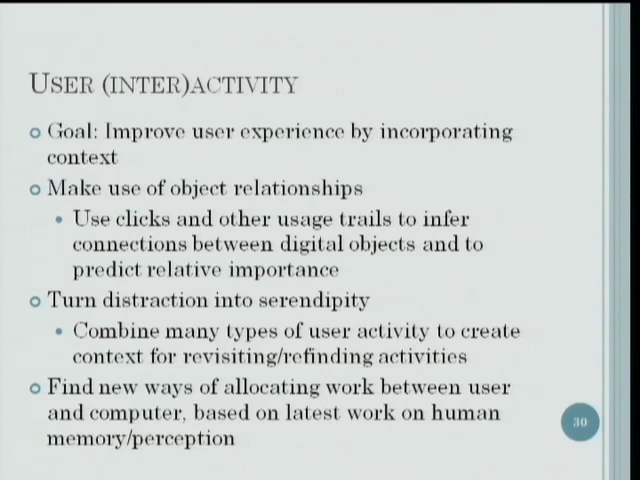 USER (INTER)ACTIVITY
Goal: Improve user experience by incorporating
context
Make use of object relationships
Use clicks and other usage trails to infer
connections between digital objects and to
predict relative importance
Turn distraction into serendipity
Combine many types of user activity to create
context for revisiting/refinding activities
Find new ways of allocating work between user
and computer, based on latest work on human
memory/perception
30